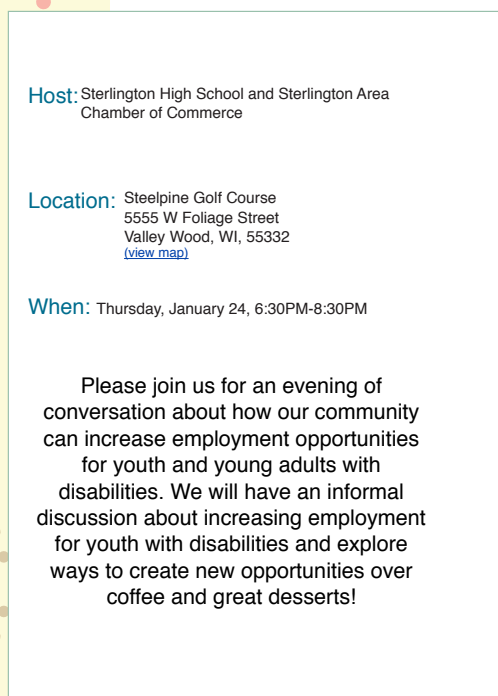 Host: Sterlington High School and Sterlington Area
Chamber of Commerce
Location: Steelpine Golf Course
5555 W Foliage Street
Valley Wood, WI, 55332
(view map)
When: Thursday, January 24, 6:30PM-8:30PM
Please join us for an evening of
conversation about how our community
can increase employment opportunities
for youth and young adults with
disabilities. We will have an informal
discussion about increasing employment
for youth with disabilities and explore
ways to create new opportunities over
coffee and great desserts!